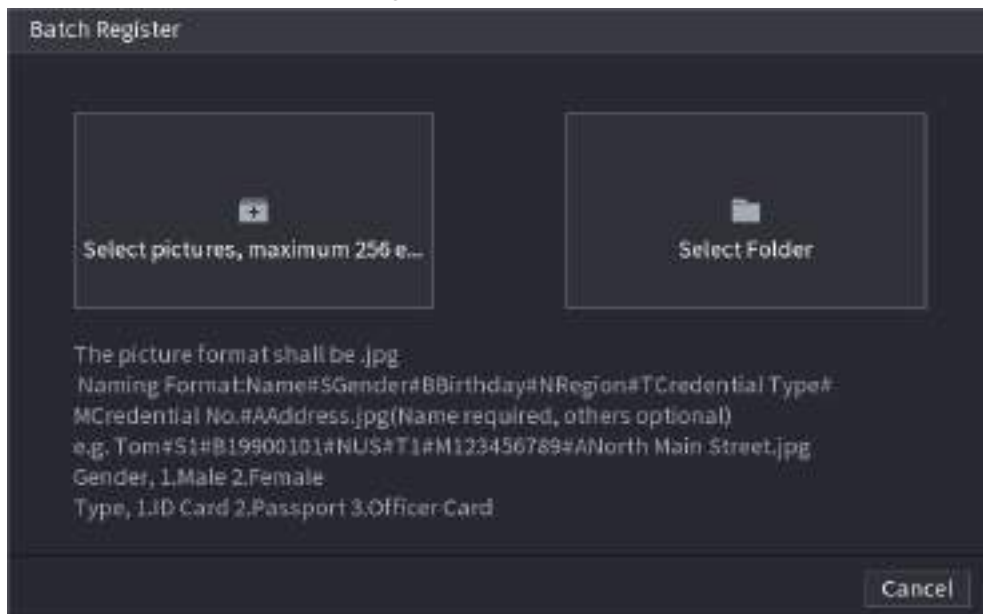 Batch Register
Select pictures, maximum 256 e...
Select Folder
The picture format shall be .jpg
Naming Format:Name#SGender#BBirthday#NRegion#TCredential Type#
MCredential No.#AAddress.jpg(Name required, others optional)
e.g. Tom#S1#B19900101#NUS#T1#M123456789#ANorth Main Street.jpg
Gender, 1.Male 2.Female
Type, 1.ID Card 2.Passport 3.Officer Card
Cancel